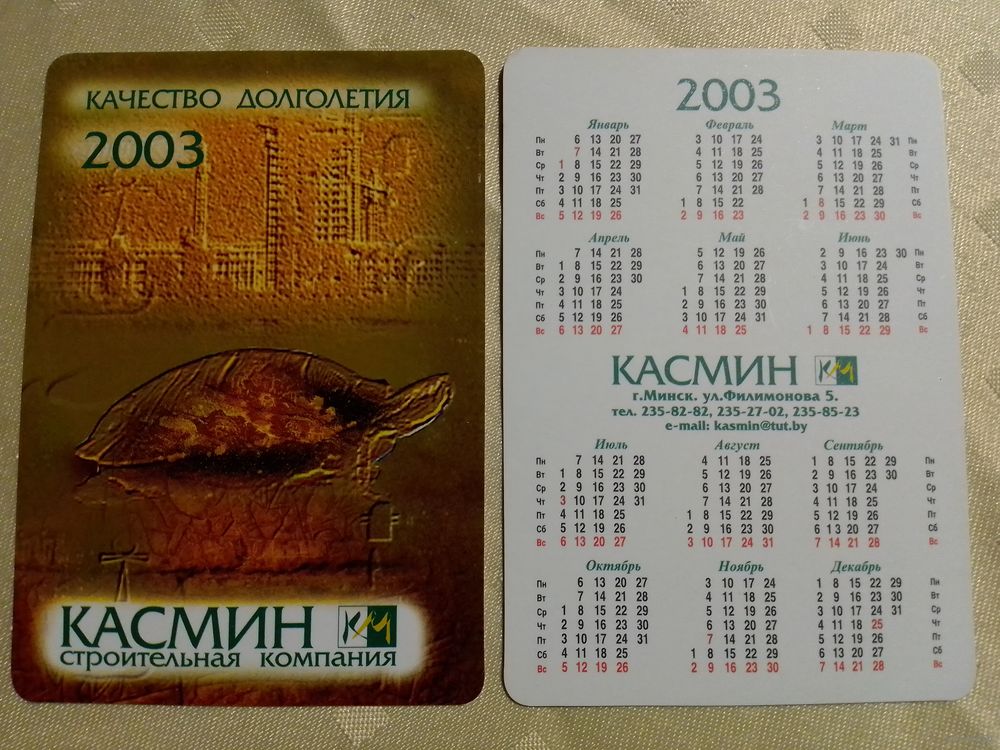 КАЧЕСТВО ДОЛГОЛЕТИЯ
2003
КАСМИН КМ
строительная компания
2003
Январь Февраль Март
Пн 6 13 20 27 3 10 17 24 3 10 17 24 31 Пн
Вт 7 14 21 28 4 11 18 25 4 11 18 25 Вт
Ср 1 8 15 22 29 5 12 19 26 5 12 19 26 Ср
Чт 2 9 16 23 30 6 13 20 27 6 13 20 27 Чт
Пт 3 10 17 24 31 7 14 21 28 7 14 21 28 Пт
Сб 4 11 18 25 1 8 15 22 1 8 15 22 29 Сб
Вс 5 12 19 26 2 9 16 23 2 9 16 23 30 Вс
Апрель Май Июнь
Пн 7 14 21 28 5 12 19 26 2 9 16 23 30 Пн
Вт 1 8 15 22 29 6 13 20 27 3 10 17 24 Вт
Ср 2 9 16 23 30 7 14 21 28 4 11 18 25 Ср
Чт 3 10 17 24 1 8 15 22 29 5 12 19 26 Чт
Пт 4 11 18 25 2 9 16 23 30 6 13 20 27 Пт
Сб 5 12 19 26 3 10 17 24 31 7 14 21 28 Сб
Вс 6 13 20 27 4 11 18 25 1 8 15 22 29 Вс
КАСМИН КМ
г.Минск. ул.Филимонова 5.
тел. 235-82-82, 235-27-02, 235-85-23
e-mail: kasmin@tut.by
Июль Август Сентябрь
Пн 7 14 21 28 4 11 18 25 1 8 15 22 29 Пн
Вт 1 8 15 22 29 5 12 19 26 2 9 16 23 30 Вт
Ср 2 9 16 23 30 6 13 20 27 3 10 17 24 Ср
Чт 3 10 17 24 31 7 14 21 28 4 11 18 25 Чт
Пт 4 11 18 25 1 8 15 22 29 5 12 19 26 Пт
Сб 5 12 19 26 2 9 16 23 30 6 13 20 27 Сб
Вс 6 13 20 27 3 10 17 24 31 7 14 21 28 Вс
Октябрь Ноябрь Декабрь
Пн 6 13 20 27 3 10 17 24 1 8 15 22 29 Пн
Вт 7 14 21 28 4 11 18 25 2 9 16 23 30 Вт
Ср 1 8 15 22 29 5 12 19 26 3 10 17 24 31 Ср
Чт 2 9 16 23 30 6 13 20 27 4 11 18 25 Чт
Пт 3 10 17 24 31 7 14 21 28 5 12 19 26 Пт
Сб 4 11 18 25 1 8 15 22 29 6 13 20 27 Сб
Вс 5 12 19 26 2 9 16 23 30 7 14 21 28 Вс